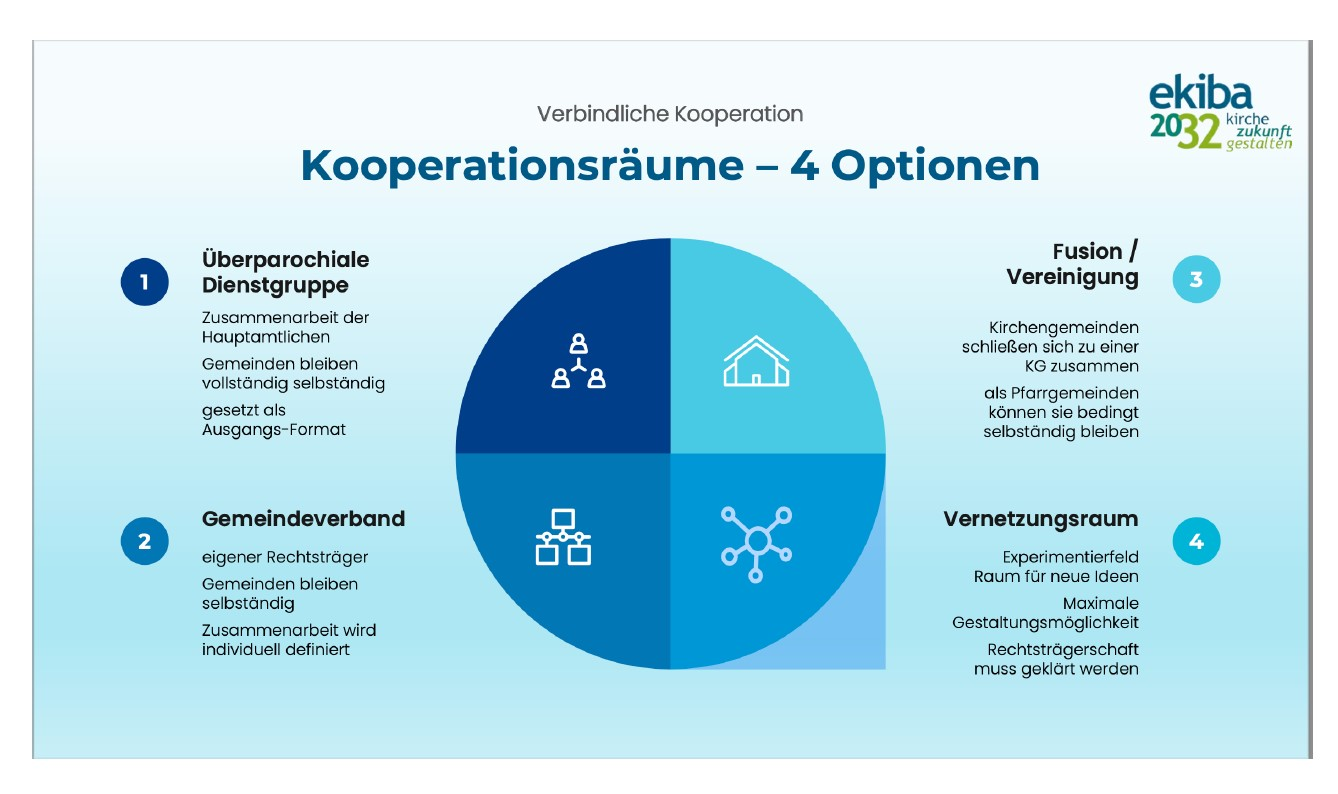 Verbindliche Kooperation
Kooperationsräume – 4 Optionen
ekiba
2032 kirche
zukunft
gestalten
1
Überparochiale
Dienstgruppe
Zusammenarbeit der
Hauptamtlichen
Gemeinden bleiben
vollständig selbständig
gesetzt als
Ausgangs-Format
2
Gemeindeverband
eigener Rechtsträger
Gemeinden bleiben
selbständig
Zusammenarbeit wird
individuell definiert
Fusion /
Vereinigung
3
Kirchengemeinden
schließen sich zu einer
KG zusammen
als Pfarrgemeinden
können sie bedingt
selbständig bleiben
Vernetzungsraum
4
Experimentierfeld
Raum für neue Ideen
Maximale
Gestaltungsmöglichkeit
Rechtsträgerschaft
muss geklärt werden